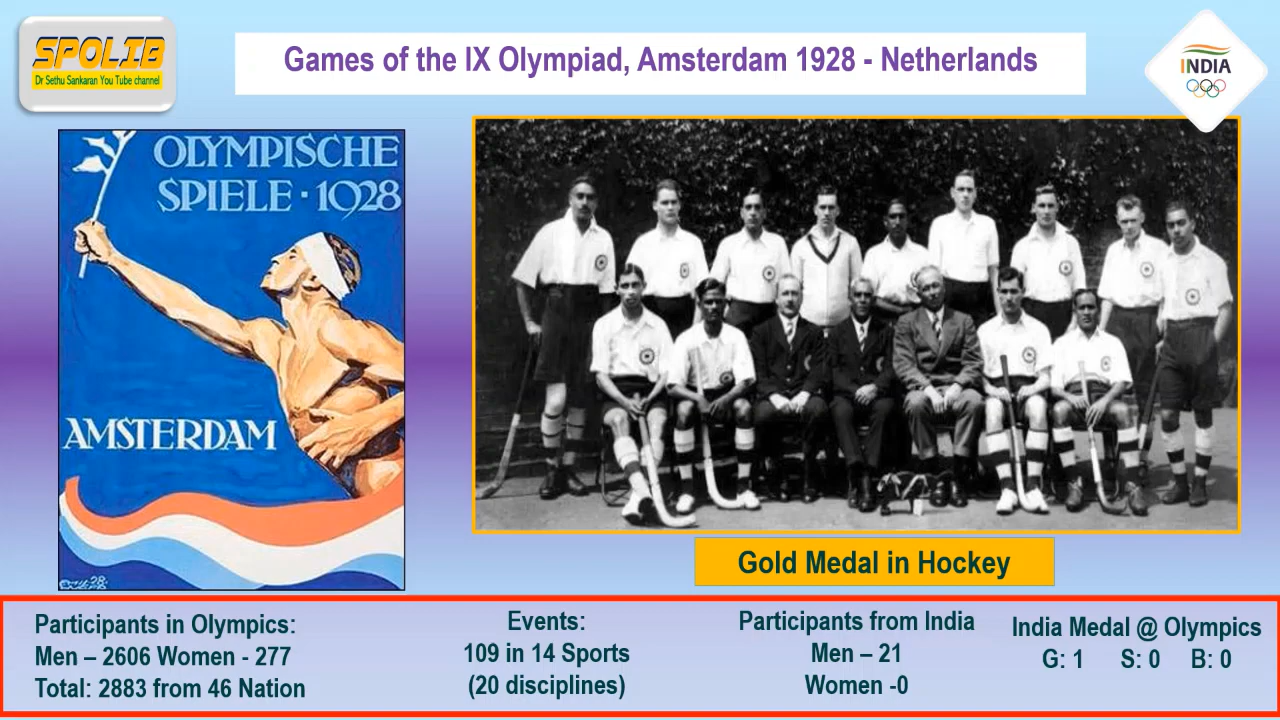 SPOLIB
Dr Sethu Sankaran You Tube channel
Games of the IX Olympiad, Amsterdam 1928 - Netherlands
INDIA
OLYMPISCHE
SPIELE · 1928
AMSTERDAM
Gold Medal in Hockey
Participants in Olympics:
Men – 2606 Women - 277
Total: 2883 from 46 Nation
Events:
109 in 14 Sports
(20 disciplines)
Participants from India
Men – 21
Women -0
India Medal @ Olympics
G: 1 S: 0 B: 0